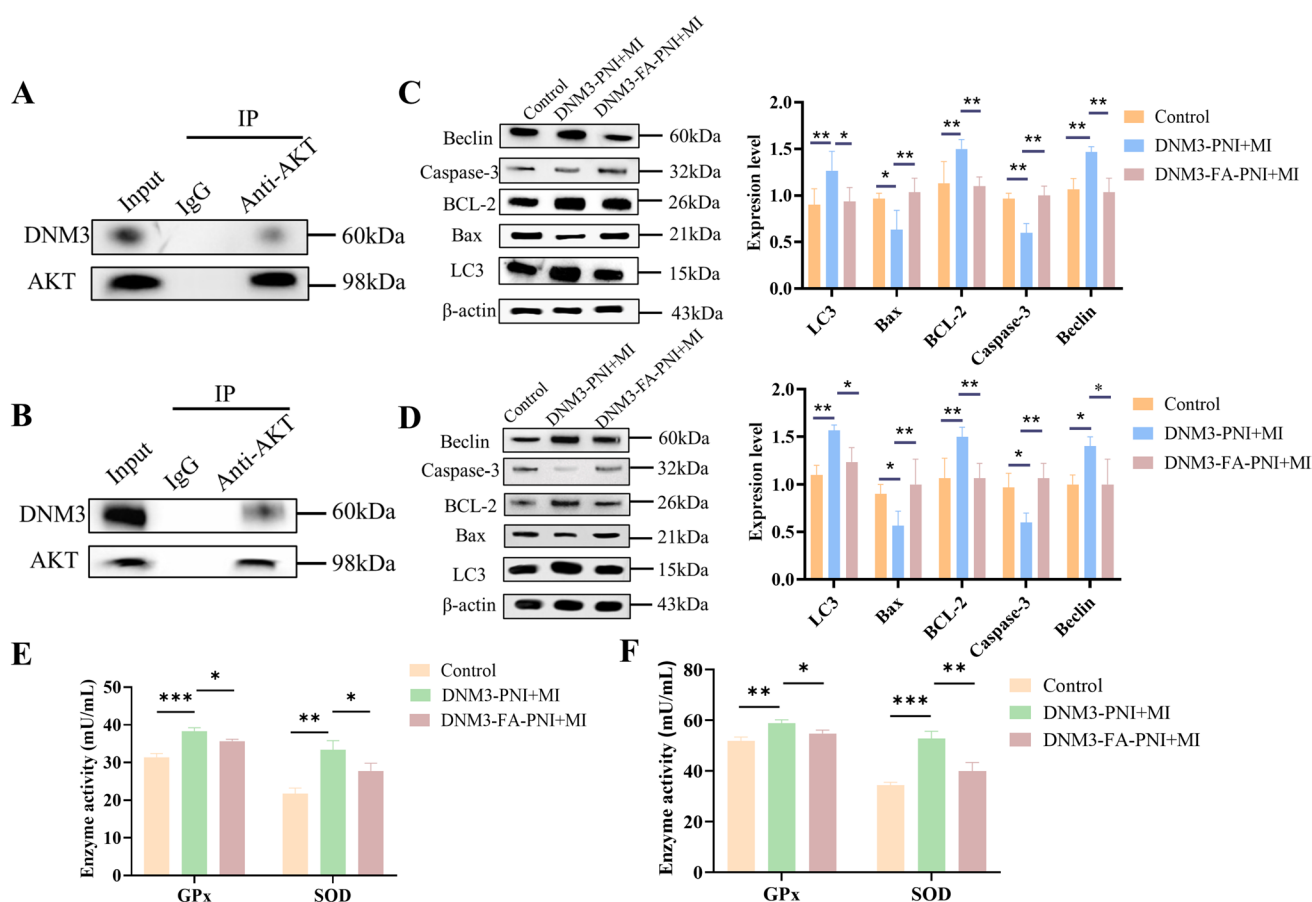 A
IP
Input
IgG
Anti-AKT
DNM3
60kDa
AKT
98kDa
B
IP
Input
IgG
Anti-AKT
DNM3
60kDa
AKT
98kDa
C
Control
DNM3-PNI+MI
DNM3-FA-PNI+MI
Beclin
60kDa
Caspase-3
32kDa
BCL-2
26kDa
Bax
21kDa
LC3
15kDa
β-actin
43kDa
Expresion level
2.0
1.5
1.0
0.5
0.0
** *
* **
** **
** **
** **
LC3
Bax
BCL-2
Caspase-3
Beclin
Control
DNM3-PNI+MI
DNM3-FA-PNI+MI
D
Control
DNM3-PNI+MI
DNM3-FA-PNI+MI
Beclin
60kDa
Caspase-3
32kDa
BCL-2
26kDa
Bax
21kDa
LC3
15kDa
β-actin
43kDa
Expression level
2.0
1.5
1.0
0.5
0.0
** *
* **
** **
* **
* *
LC3
Bax
BCL-2
Caspase-3
Beclin
Control
DNM3-PNI+MI
DNM3-FA-PNI+MI
E
Enzyme activity (mU/mL)
50
40
30
20
10
0
*** *
** *
GPx
SOD
Control
DNM3-PNI+MI
DNM3-FA-PNI+MI
F
Enzyme activity (mU/mL)
80
60
40
20
0
** *
*** **
GPx
SOD
Control
DNM3-PNI+MI
DNM3-FA-PNI+MI